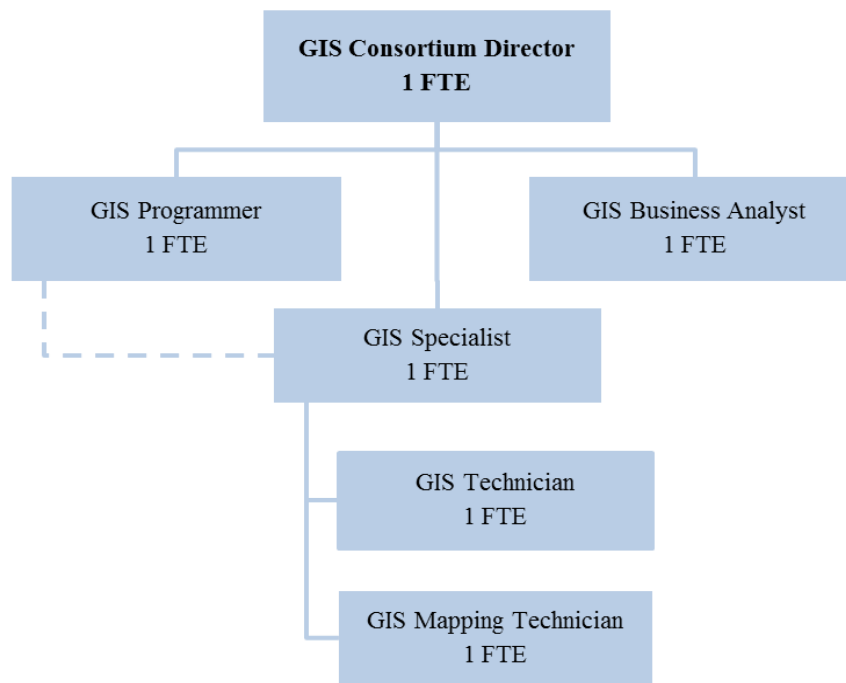 GIS Consortium Director
1 FTE
GIS Programmer
1 FTE
GIS Business Analyst
1 FTE
GIS Specialist
1 FTE
GIS Technician
1 FTE
GIS Mapping Technician
1 FTE